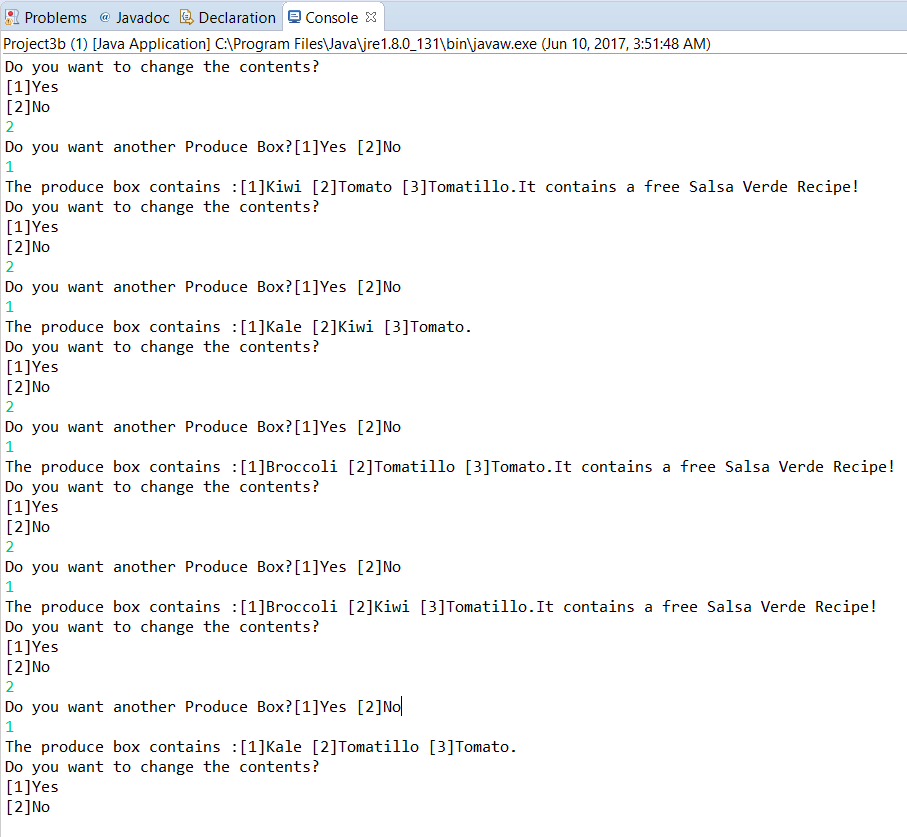 Problems @ Javadoc Declaration Console
Project3b (1) [Java Application] C:\Program Files\Java\jre1.8.0_131\bin\javaw.exe (Jun 10, 2017, 3:51:48 AM)
Do you want to change the contents?
[1]Yes
[2]No
2
Do you want another Produce Box?[1]Yes [2]No
1
The produce box contains :[1]Kiwi [2]Tomato [3]Tomatillo.It contains a free Salsa Verde Recipe!
Do you want to change the contents?
[1]Yes
[2]No
2
Do you want another Produce Box?[1]Yes [2]No
1
The produce box contains :[1]Kale [2]Kiwi [3]Tomato.
Do you want to change the contents?
[1]Yes
[2]No
2
Do you want another Produce Box?[1]Yes [2]No
1
The produce box contains :[1]Broccoli [2]Tomatillo [3]Tomato.It contains a free Salsa Verde Recipe!
Do you want to change the contents?
[1]Yes
[2]No
2
Do you want another Produce Box?[1]Yes [2]No
1
The produce box contains :[1]Broccoli [2]Kiwi [3]Tomatillo.It contains a free Salsa Verde Recipe!
Do you want to change the contents?
[1]Yes
[2]No
2
Do you want another Produce Box?[1]Yes [2]No
1
The produce box contains :[1]Kale [2]Tomatillo [3]Tomato.
Do you want to change the contents?
[1]Yes
[2]No